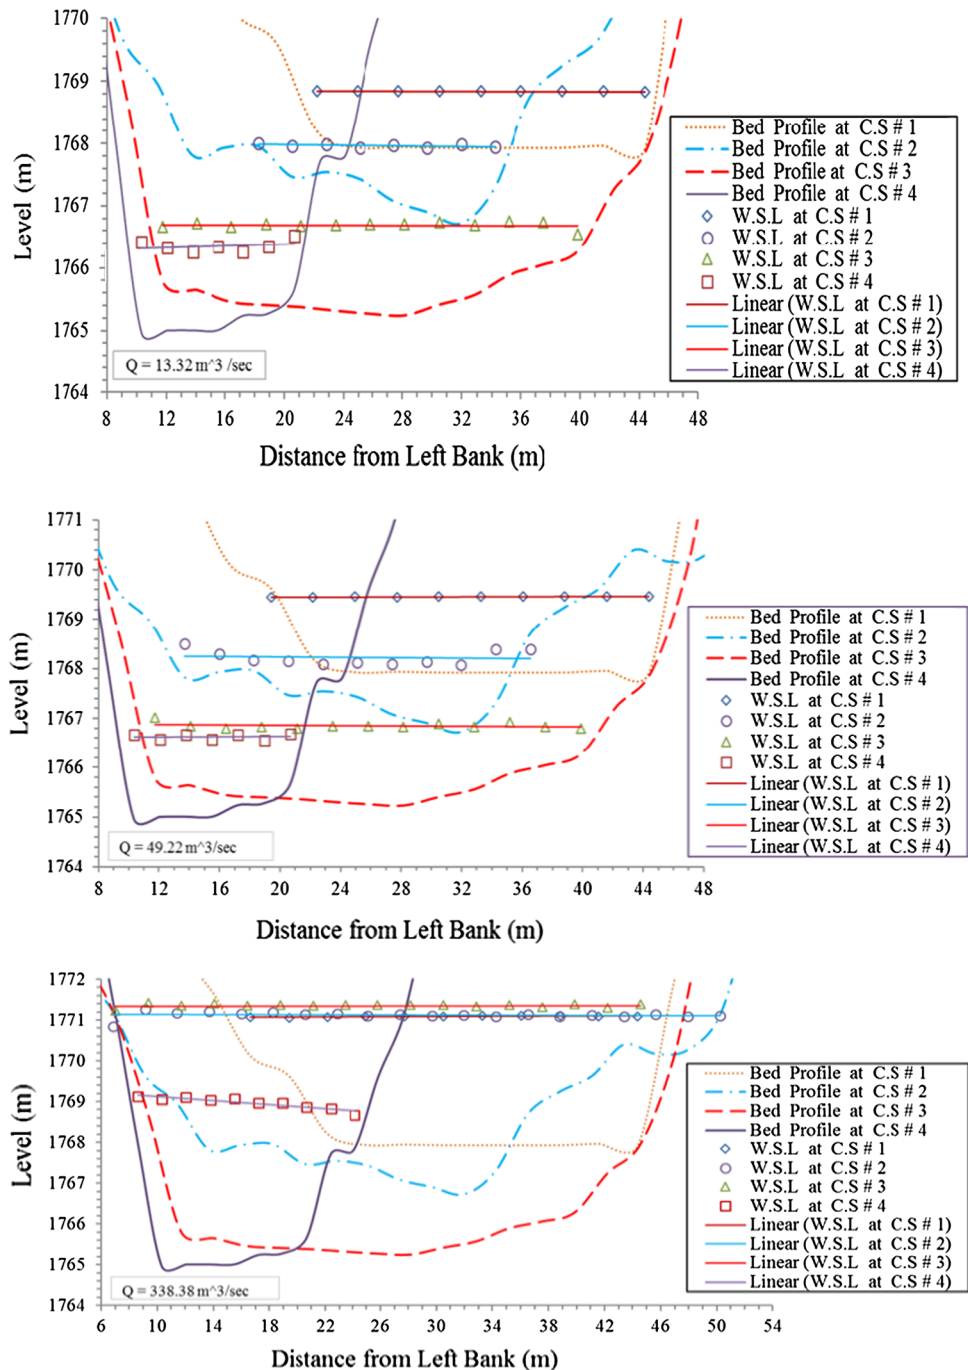 1770
1769
1768
1767
1766
1765
1764
Level (m)
Q = 13.32 m^3 /sec
8 12 16 20 24 28 32 36 40 44 48
Distance from Left Bank (m)
Bed Profile at C.S # 1
Bed Profile at C.S # 2
Bed Profile at C.S # 3
Bed Profile at C.S # 4
W.S.L at C.S # 1
W.S.L at C.S # 2
W.S.L at C.S # 3
W.S.L at C.S # 4
Linear (W.S.L at C.S # 1)
Linear (W.S.L at C.S # 2)
Linear (W.S.L at C.S # 3)
Linear (W.S.L at C.S # 4)
1771
1770
1769
1768
1767
1766
1765
1764
Level (m)
Q = 49.22 m^3/sec
8 12 16 20 24 28 32 36 40 44 48
Distance from Left Bank (m)
Bed Profile at C.S # 1
Bed Profile at C.S # 2
Bed Profile at C.S # 3
Bed Profile at C.S # 4
W.S.L at C.S # 1
W.S.L at C.S # 2
W.S.L at C.S # 3
W.S.L at C.S # 4
Linear (W.S.L at C.S # 1)
Linear (W.S.L at C.S # 2)
Linear (W.S.L at C.S # 3)
Linear (W.S.L at C.S # 4)
1772
1771
1770
1769
1768
1767
1766
1765
1764
Level (m)
Q = 338.38 m^3/sec
6 10 14 18 22 26 30 34 38 42 46 50 54
Distance from Left Bank (m)
Bed Profile at C.S # 1
Bed Profile at C.S # 2
Bed Profile at C.S # 3
Bed Profile at C.S # 4
W.S.L at C.S # 1
W.S.L at C.S # 2
W.S.L at C.S # 3
W.S.L at C.S # 4
Linear (W.S.L at C.S # 1)
Linear (W.S.L at C.S # 2)
Linear (W.S.L at C.S # 3)
Linear (W.S.L at C.S # 4)